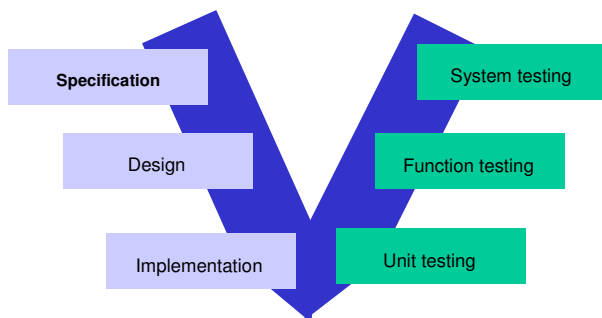 Specification
System testing
Design
Function testing
Implementation
Unit testing